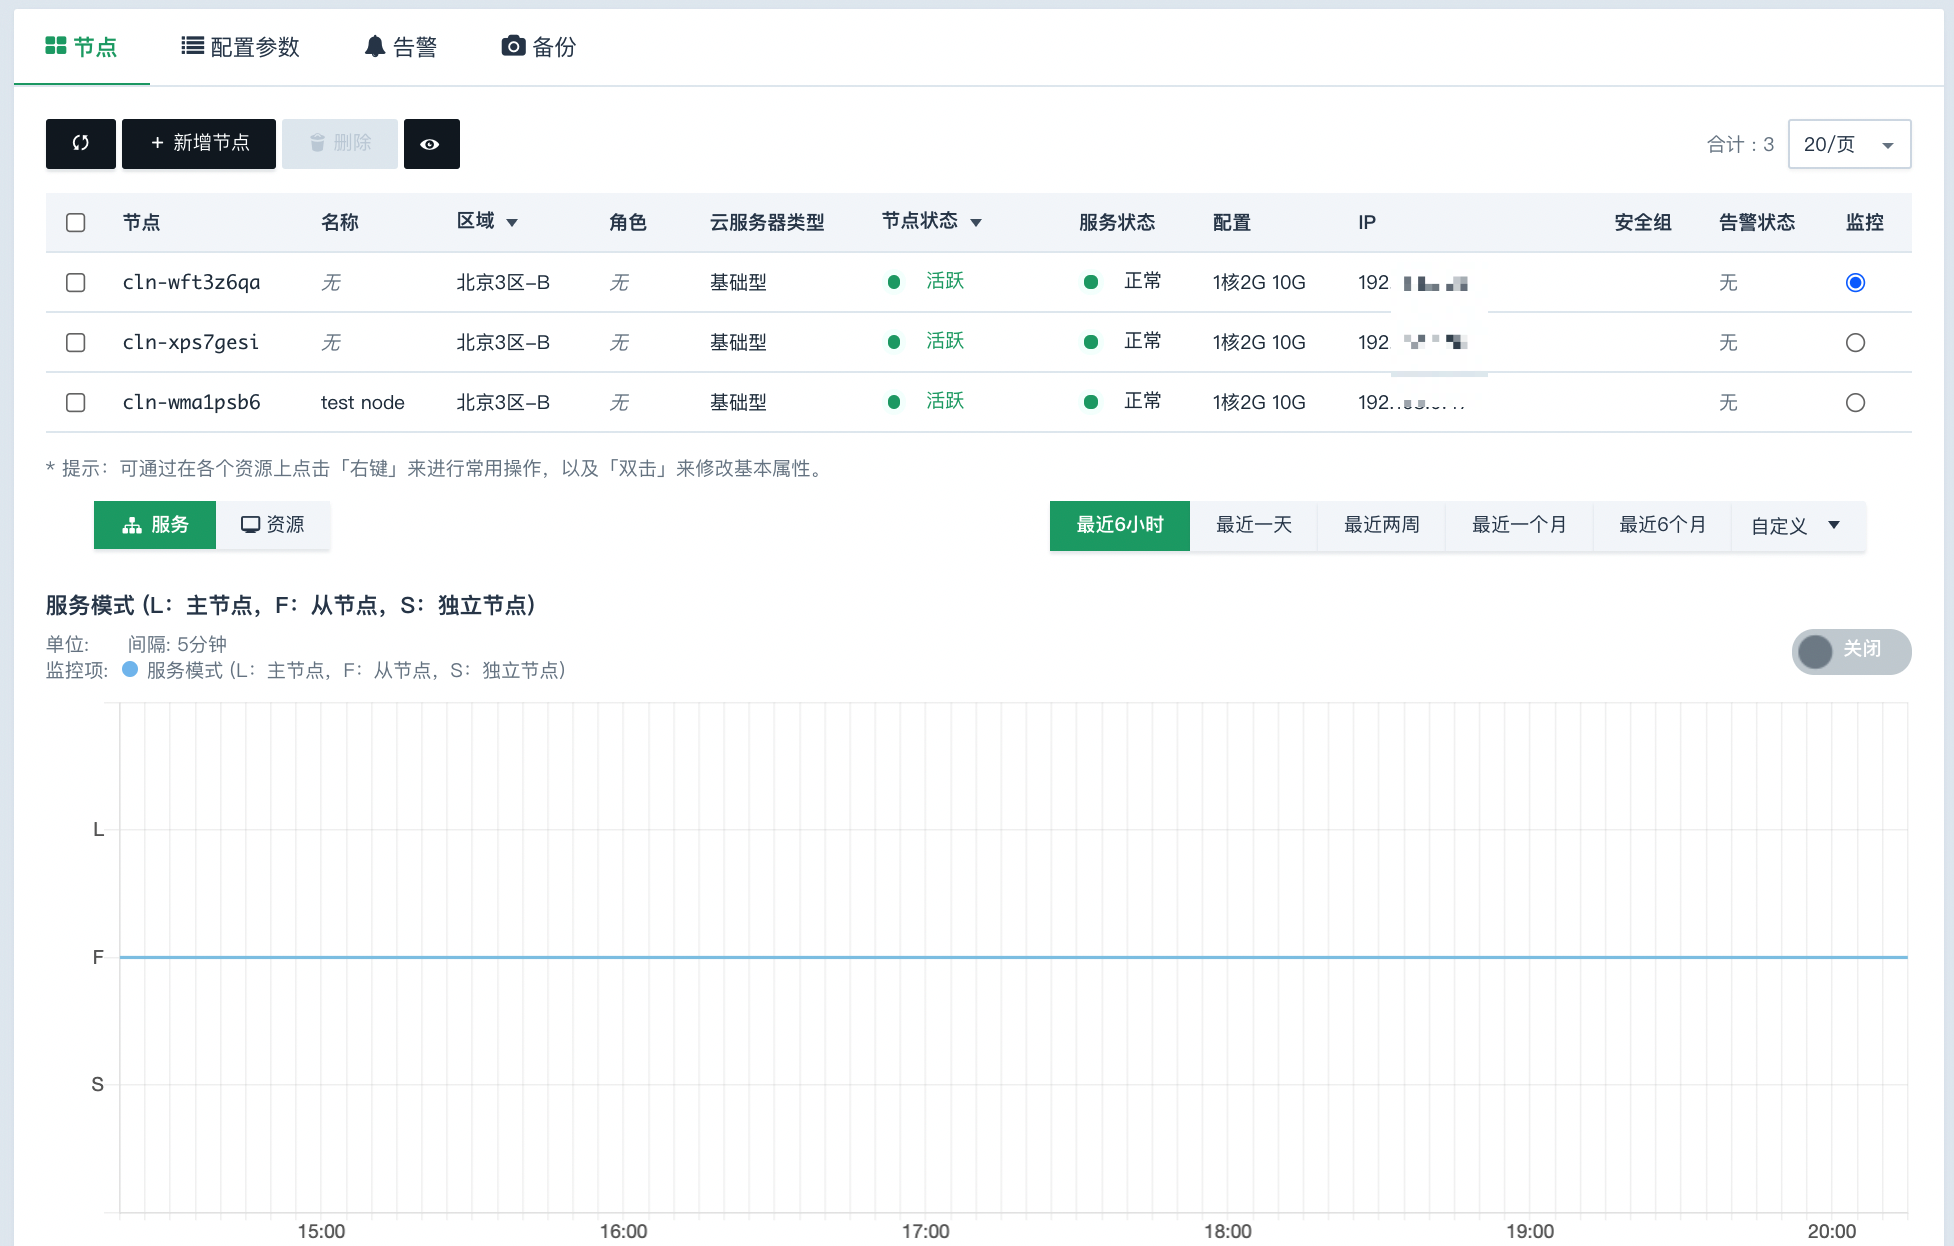 节点 配置参数 告警 备份
+ 新增节点 删除 合计：3 20/页
节点 名称 区域 角色 云服务器类型 节点状态 服务状态 配置 IP 安全组 告警状态 监控
cln-wft3z6qa 无 北京3区-B 无 基础型 活跃 正常 1核2G 10G 192 无
cln-xps7gesi 无 北京3区-B 无 基础型 活跃 正常 1核2G 10G 192. 无
cln-wma1psb6 test node 北京3区-B 无 基础型 活跃 正常 1核2G 10G 192. 无
* 提示：可通过在各个资源上点击「右键」来进行常用操作，以及「双击」来修改基本属性。
服务 资源 最近6小时 最近一天 最近两周 最近一个月 最近6个月 自定义
服务模式 (L：主节点，F：从节点，S：独立节点)
单位: 间隔: 5分钟
关闭
监控项: 服务模式 (L：主节点，F：从节点，S：独立节点)
L
F
S
15:00 16:00 17:00 18:00 19:00 20:00